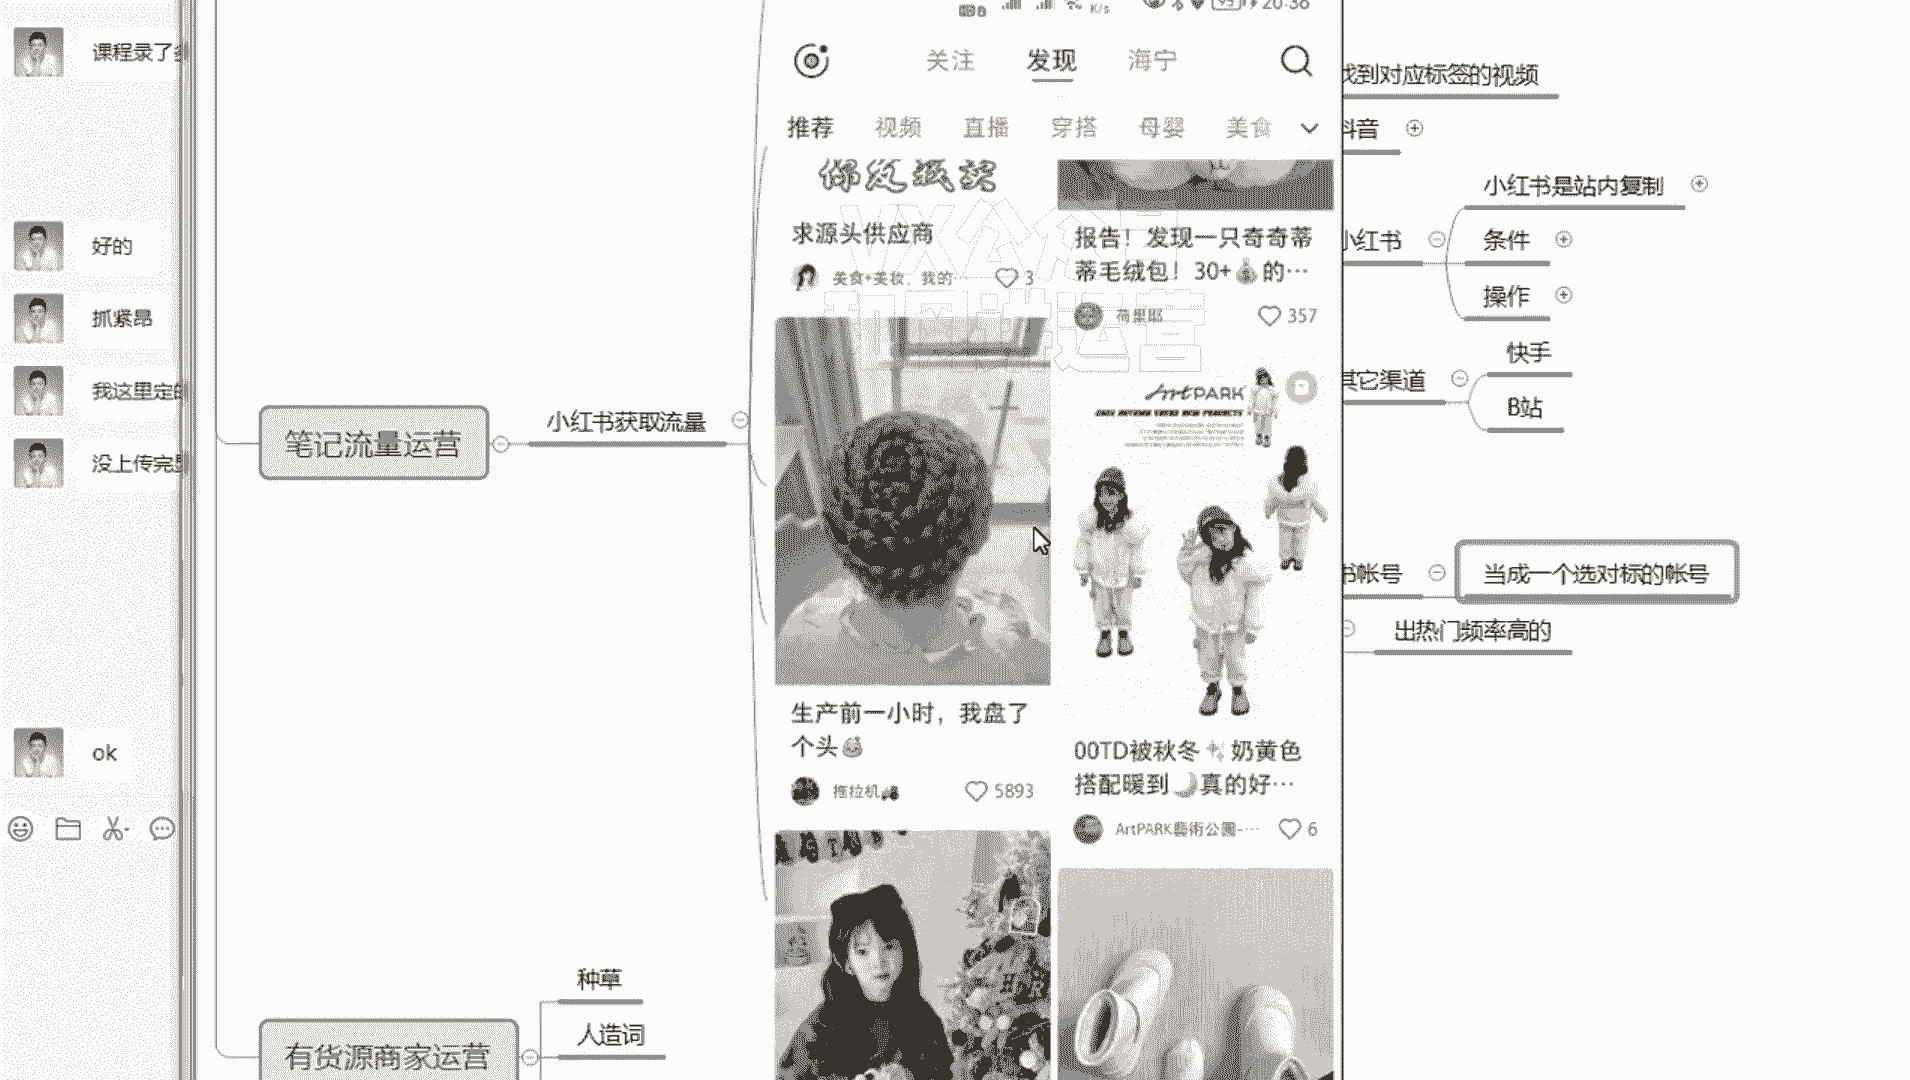 课程录了
好的
抓紧昂
我这里定
没上传完
ok
笔记流量运营
小红书获取流量
有货源商家运营
种草
人造词
K/s
20:36
关注
发现
海宁
推荐
视频
直播
穿搭
母婴
美食
求源头供应商
美食+美妆，我的…
3
报告！发现一只奇奇蒂
蒂毛绒包！30+💰的…
荷里耶
357
ArtPARK
生产前一小时，我盘了
个头
推拉机🚜
5893
00TD被秋冬✨奶黄色
搭配暖到🌙真的好…
ArtPARK藝術公園-…
6
找到对应标签的视频
抖音
小红书
小红书是站内复制
条件
操作
其它渠道
快手
B站
书帐号
当成一个选对标的帐号
出热门频率高的